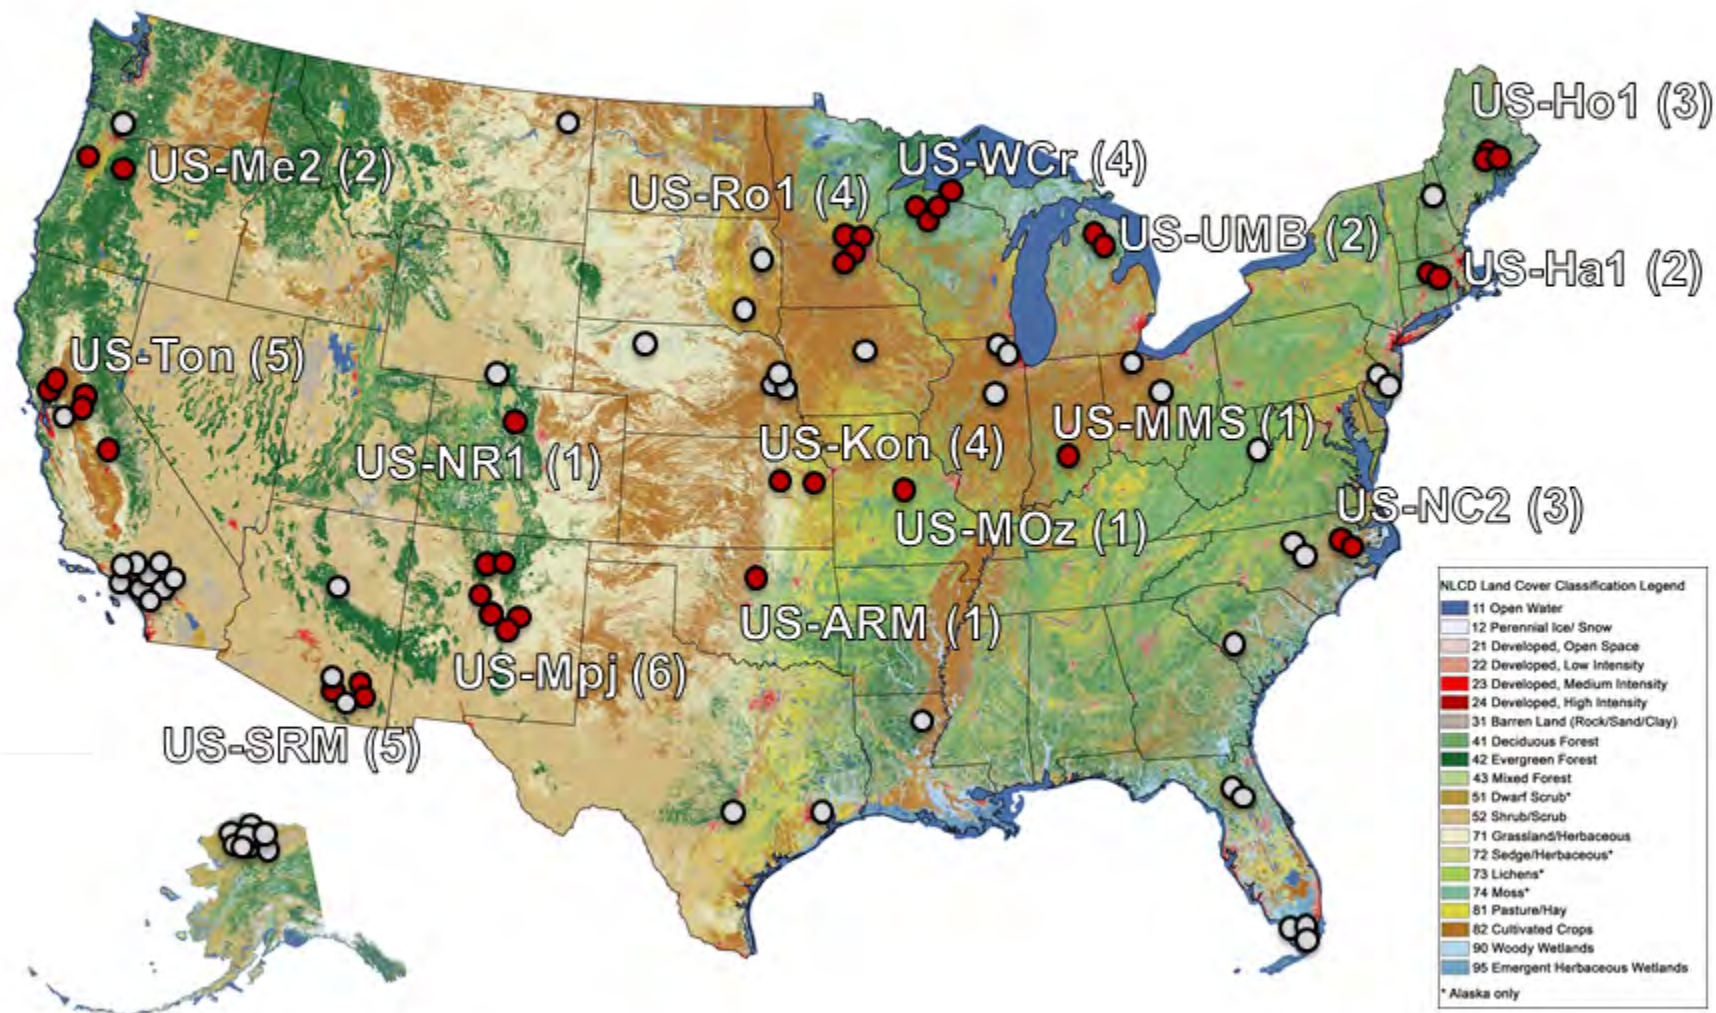 US-Ho1 (3)
US-WCr (4)
US-Me2 (2)
US-Ro1 (4)
US-UMB (2)
US-Ha1 (2)
US-Ton (5)
US-MMS (1)
US-Kon (4)
US-NR1 (1)
US-NC2 (3)
US-MOz (1)
US-ARM (1)
US-Mpj (6)
US-SRM (5)
NLCD Land Cover Classification Legend
11 Open Water
12 Perennial Ice/ Snow
21 Developed, Open Space
22 Developed, Low Intensity
23 Developed, Medium Intensity
24 Developed, High Intensity
31 Barren Land (Rock/Sand/Clay)
41 Deciduous Forest
42 Evergreen Forest
43 Mixed Forest
51 Dwarf Scrub*
52 Shrub/Scrub
71 Grassland/Herbaceous
72 Sedge/Herbaceous*
73 Lichens*
74 Moss*
81 Pasture/Hay
82 Cultivated Crops
90 Woody Wetlands
95 Emergent Herbaceous Wetlands
* Alaska only